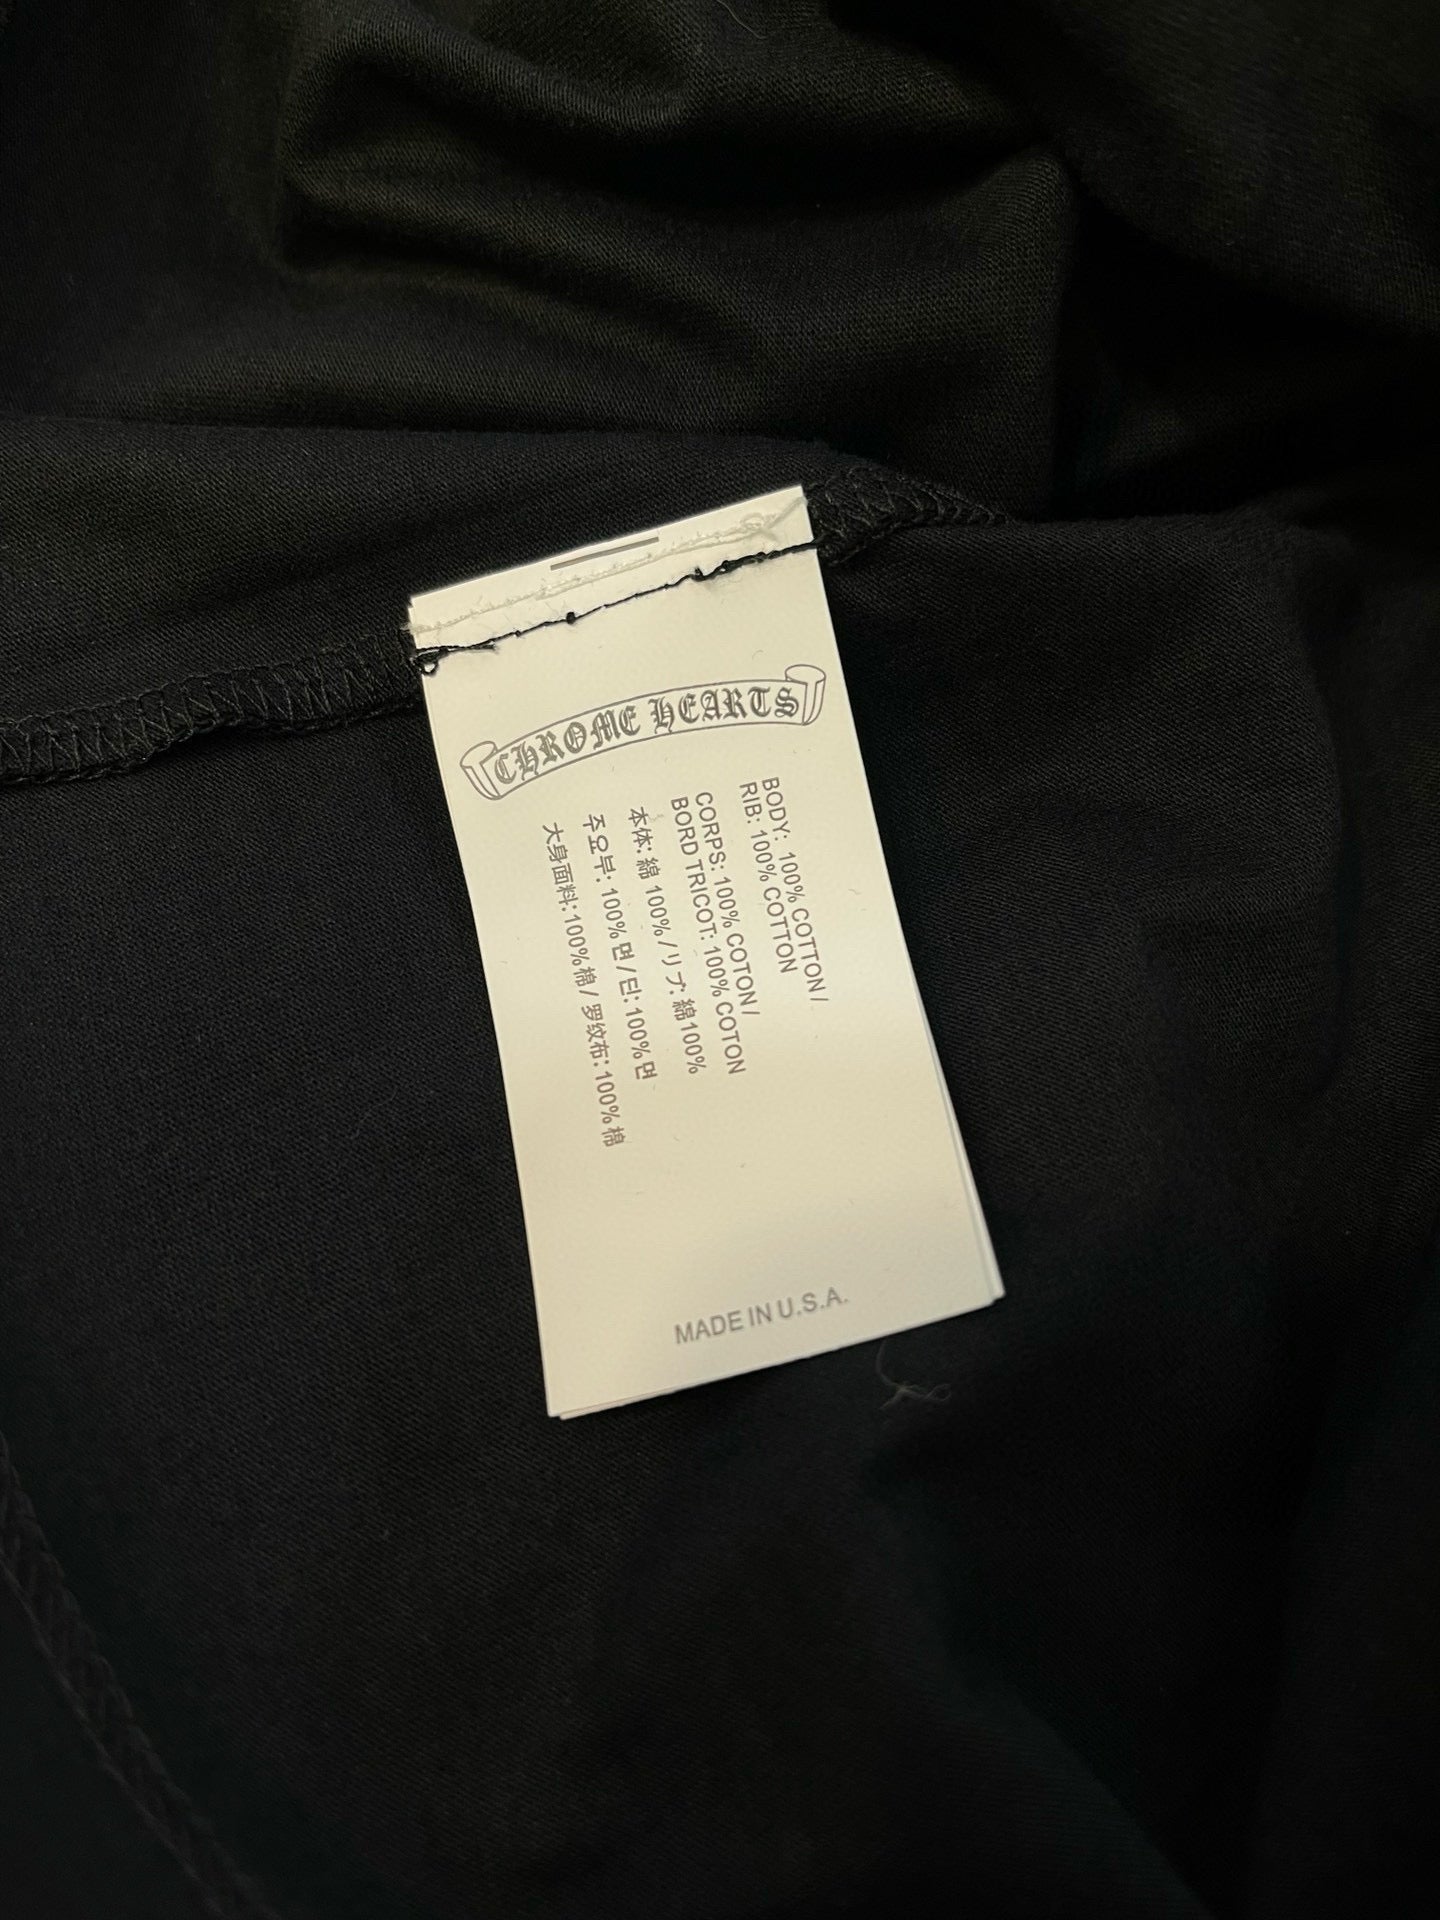 CHROME HEARTS
BODY: 100% COTTON /
RIB: 100% COTTON
CORPS: 100% COTON /
BORD TRICOT: 100% COTON
本体: 綿 100% / リブ: 綿100%
주요부: 100% 면 / 틴: 100% 면
大身面料: 100%棉 / 罗纹布: 100%棉
MADE IN U.S.A.